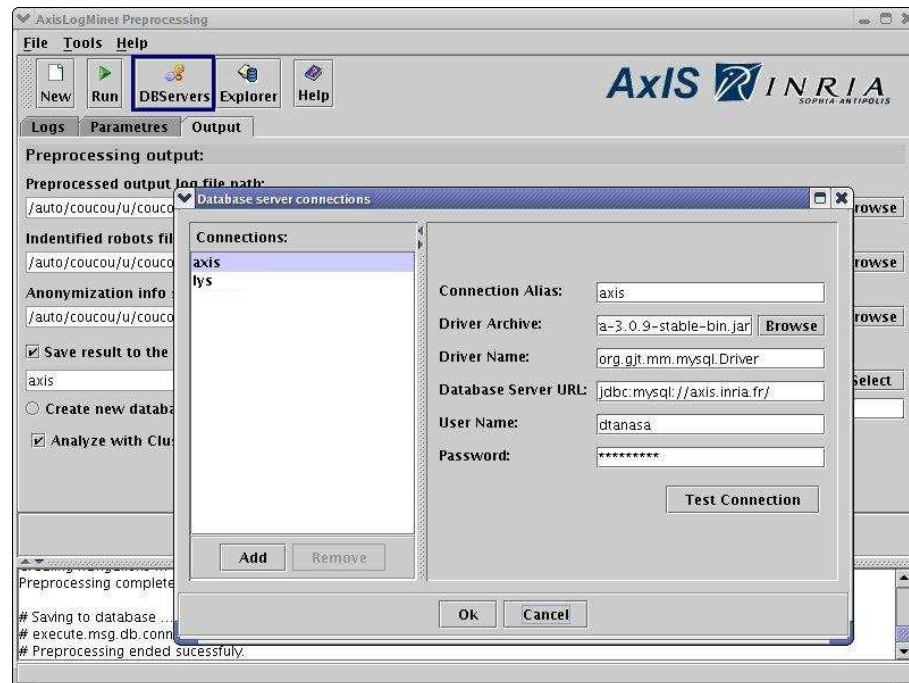 AxisLogMiner Preprocessing
File Tools Help
New Run DBServers Explorer Help
AxIS INRIA
SOPHIA ANTIPOLIS
Logs Parametres Output
Preprocessing output:
Preprocessed output log file path:
/auto/coucou/u/couco
rowse
Indentified robots fil
/auto/coucou/u/couco
rowse
Anonymization info
/auto/coucou/u/couco
rowse
Save result to the
axis
Select
Create new databa
Analyze with Clu
Database server connections
Connections:
axis
lys
Add Remove
Connection Alias: axis
Driver Archive: a-3.0.9-stable-bin.jar Browse
Driver Name: org.gjt.mm.mysql.Driver
Database Server URL: jdbc:mysql://axis.inria.fr/
User Name: dtanasa
Password: *********
Test Connection
Ok Cancel
Preprocessing complete
# Saving to database ...
# execute.msg.db.conn
# Preprocessing ended sucessfuly.